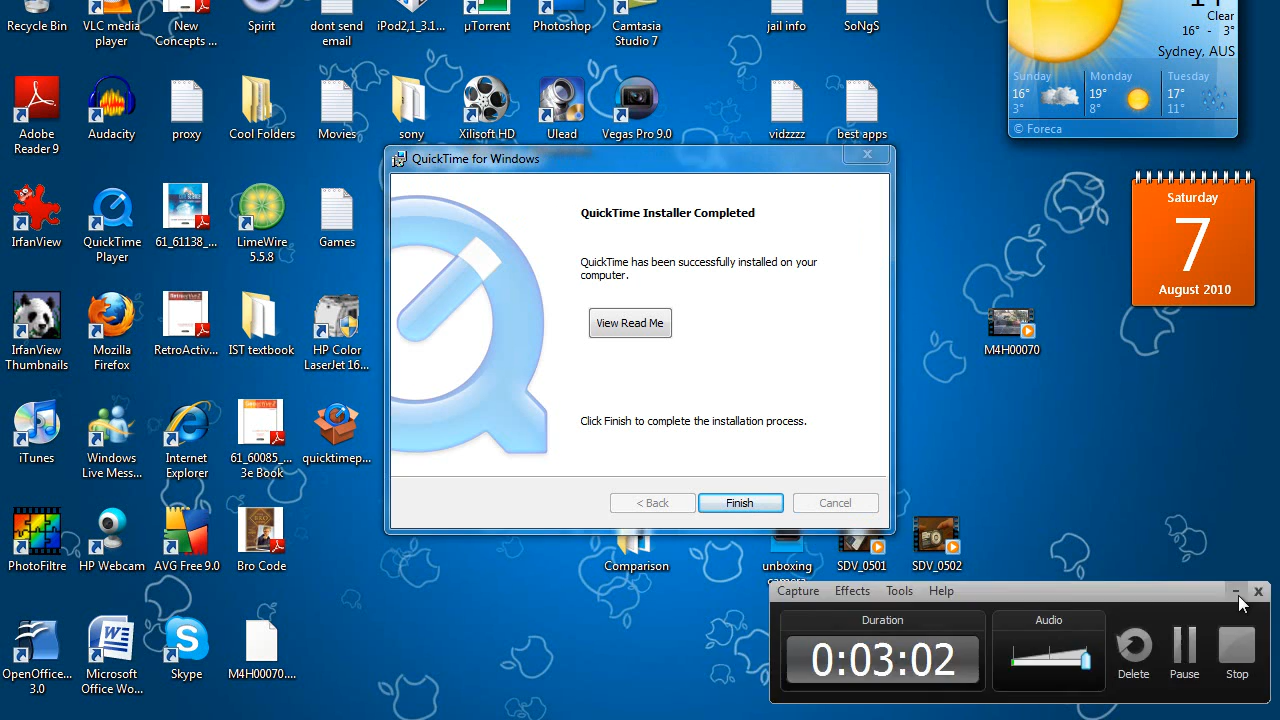 Recycle Bin
VLC media
player
New
Concepts ...
Spirit
dont send
email
iPod2,1_3.1...
µTorrent
Photoshop
Camtasia
Studio 7
jail info
SoNgS
Clear
16° - 3°
Sydney, AUS
Sunday
16°
3°
Monday
19°
8°
Tuesday
17°
11°
© Foreca
Adobe
Reader 9
Audacity
proxy
Cool Folders
Movies
sony
Xilisoft HD
Ulead
Vegas Pro 9.0
vidzzzz
best apps
QuickTime for Windows
QuickTime Installer Completed
QuickTime has been successfully installed on your
computer.
View Read Me
Click Finish to complete the installation process.
< Back
Finish
Cancel
Saturday
7
August 2010
IrfanView
QuickTime
Player
61_61138_...
LimeWire
5.5.8
Games
IrfanView
Thumbnails
Mozilla
Firefox
RetroActiv...
IST textbook
HP Color
LaserJet 16...
M4H00070
iTunes
Windows
Live Mess...
Internet
Explorer
61_60085_...
3e Book
quicktimep...
PhotoFiltre
HP Webcam
AVG Free 9.0
Bro Code
Comparison
unboxing
camera
SDV_0501
SDV_0502
OpenOffice...
3.0
Microsoft
Office Wo...
Skype
M4H00070....
Capture
Effects
Tools
Help
Duration
0:03:02
Audio
Delete
Pause
Stop